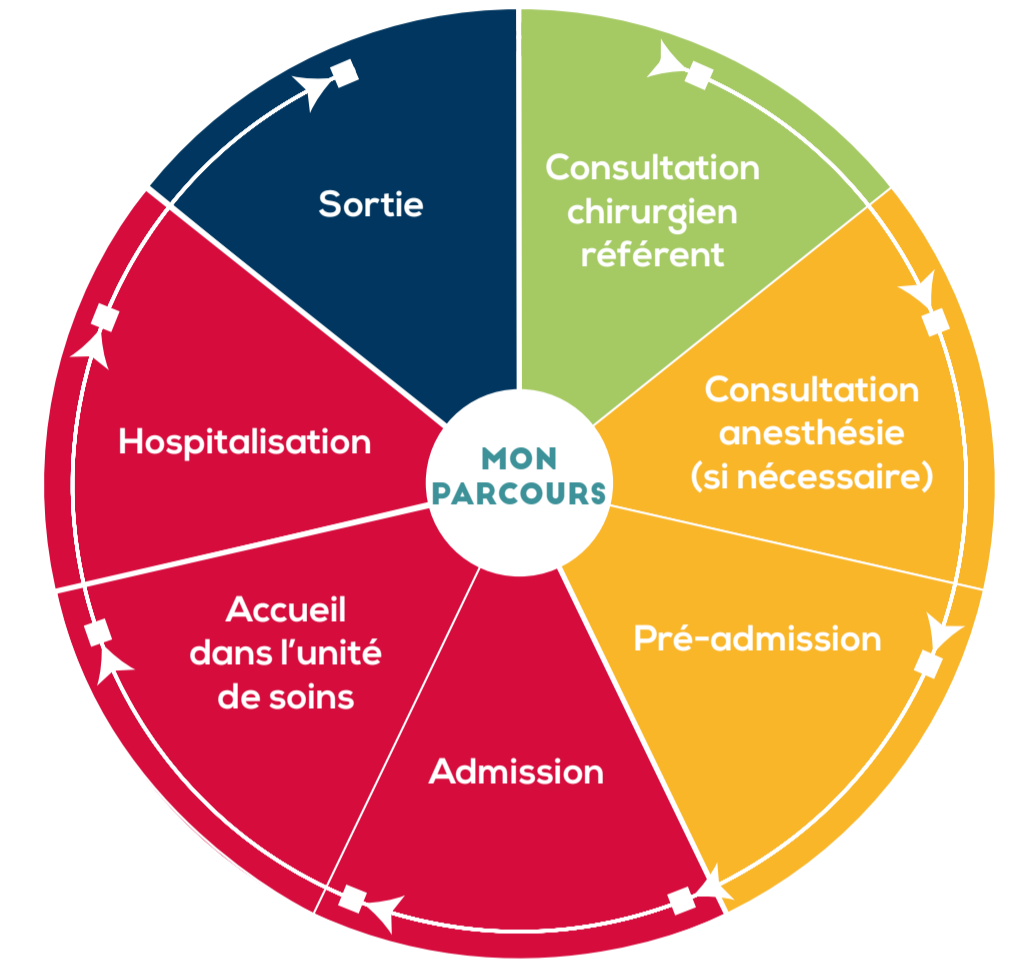 MON
PARCOURS
Consultation
chirurgien
référent
Consultation
anesthésie
(si nécessaire)
Pré-admission
Admission
Accueil
dans l’unité
de soins
Hospitalisation
Sortie